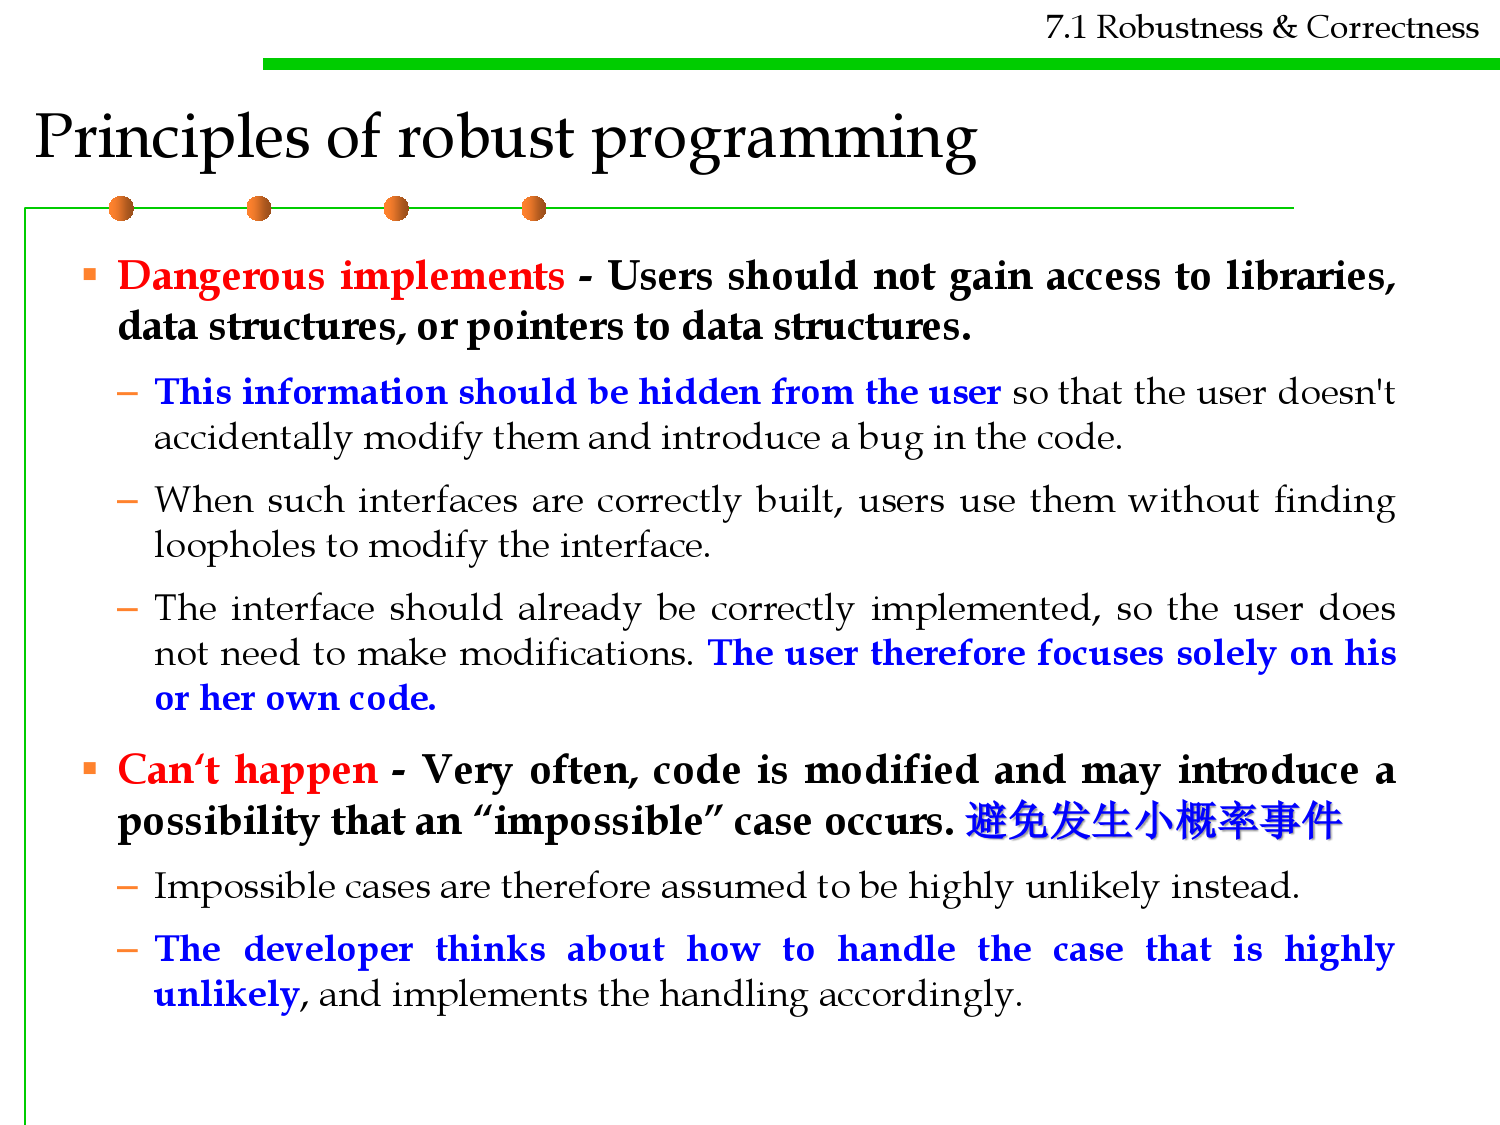 7.1 Robustness & Correctness
Principles of robust programming
▪ Dangerous implements - Users should not gain access to libraries,
data structures, or pointers to data structures.
– This information should be hidden from the user so that the user doesn't
accidentally modify them and introduce a bug in the code.
– When such interfaces are correctly built, users use them without finding
loopholes to modify the interface.
– The interface should already be correctly implemented, so the user does
not need to make modifications. The user therefore focuses solely on his
or her own code.
▪ Can‘t happen - Very often, code is modified and may introduce a
possibility that an “impossible” case occurs. 避免发生小概率事件
– Impossible cases are therefore assumed to be highly unlikely instead.
– The developer thinks about how to handle the case that is highly
unlikely, and implements the handling accordingly.